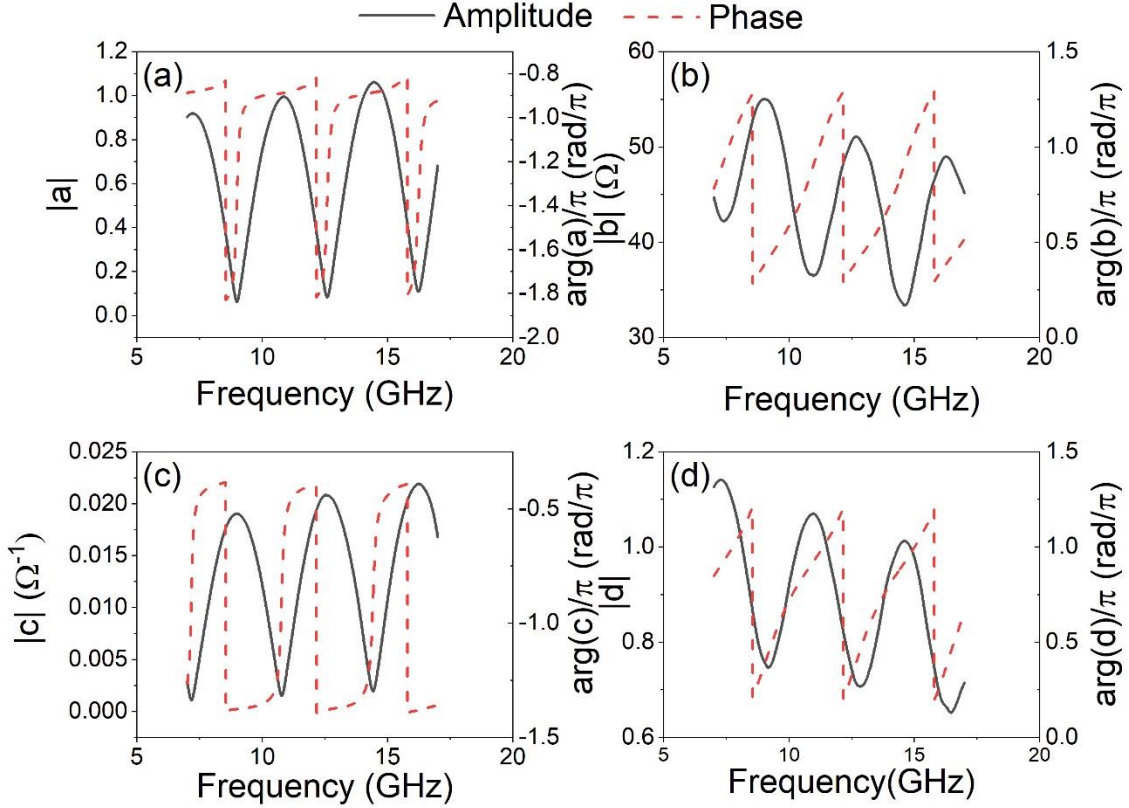 Amplitude Phase
(a)
1.2
1.0
0.8
0.6
0.4
0.2
0.0
|a|
-0.8
-1.0
-1.2
-1.4
-1.6
-1.8
-2.0
arg(a)/π (rad/π)
5 10 15 20
Frequency (GHz)
(b)
60
50
40
30
|b| (Ω)
1.5
1.0
0.5
0.0
arg(b)/π (rad/π)
5 10 15 20
Frequency (GHz)
(c)
0.025
0.020
0.015
0.010
0.005
0.000
|c| (Ω⁻¹)
-0.5
-1.0
-1.5
arg(c)/π (rad/π)
5 10 15 20
Frequency (GHz)
(d)
1.2
1.0
0.8
0.6
|d|
1.5
1.0
0.5
0.0
arg(d)/π (rad/π)
5 10 15 20
Frequency(GHz)